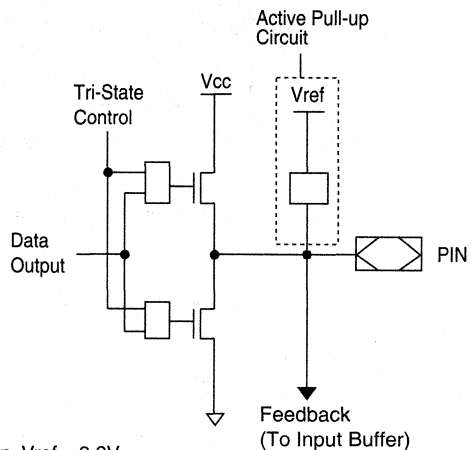 Active Pull-up
Circuit
Vcc
Vref
Tri-State
Control
Data
Output
PIN
Feedback
(To Input Buffer)